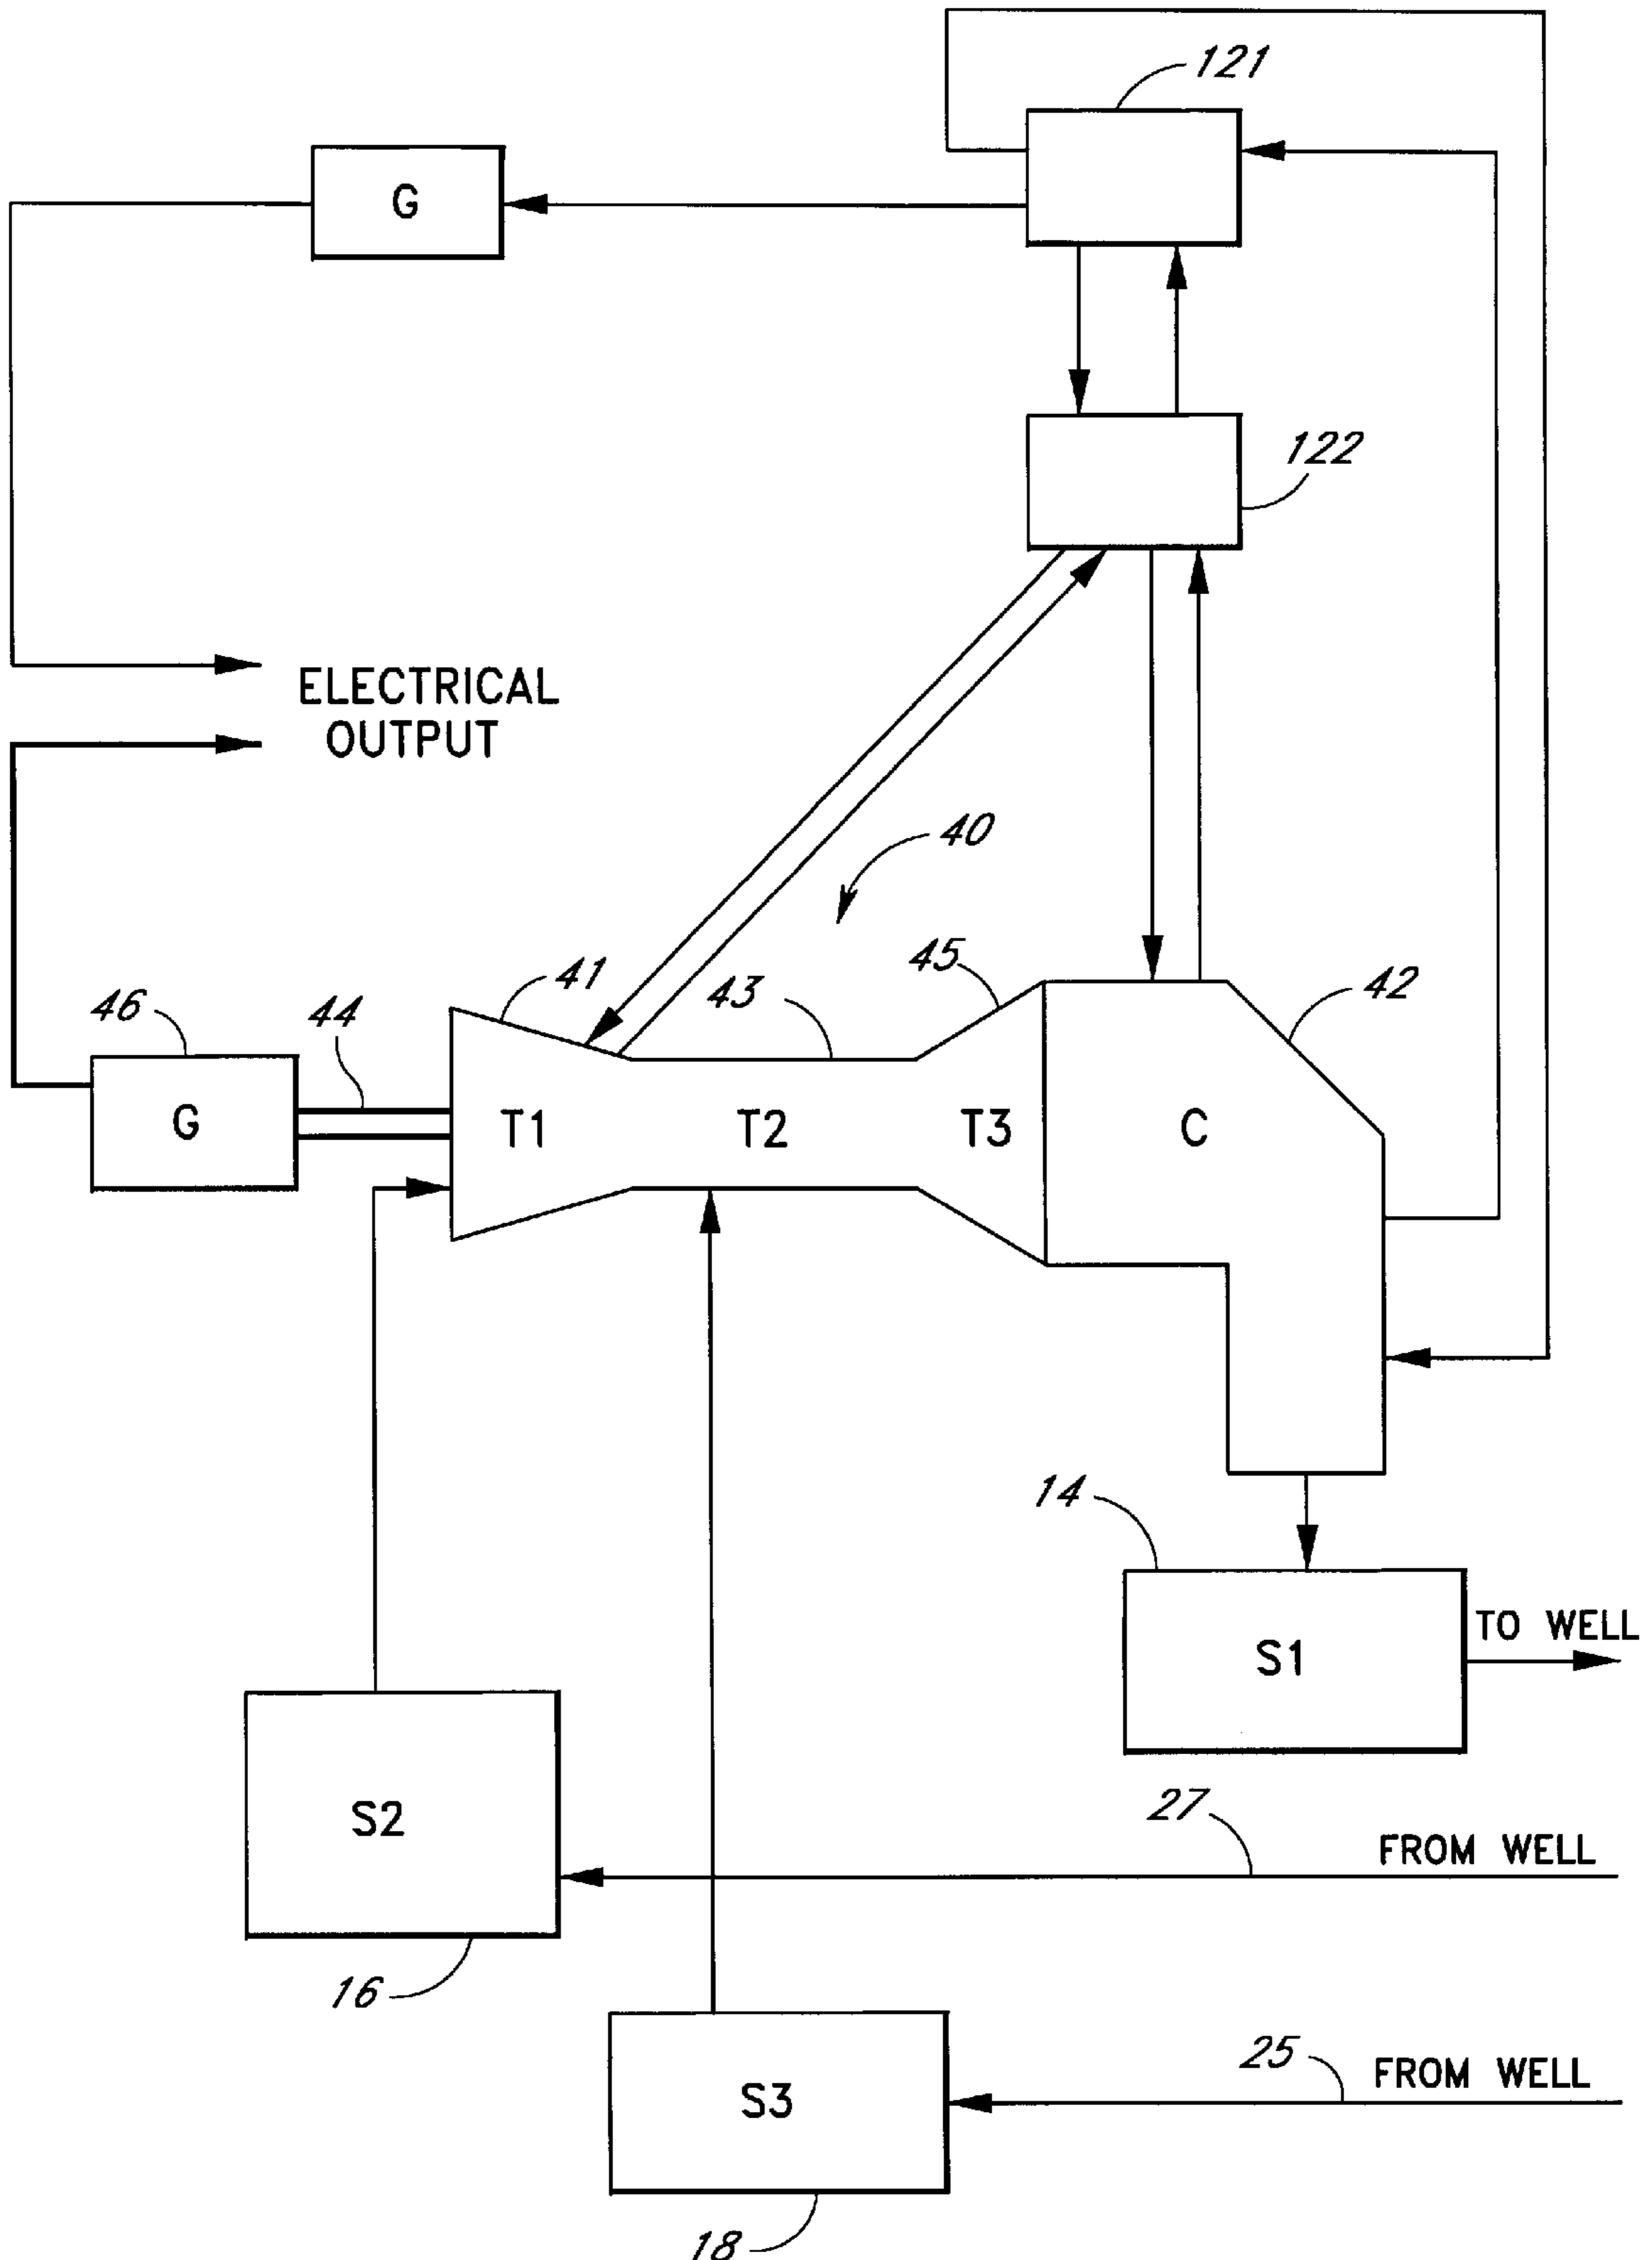 121
G
122
ELECTRICAL
OUTPUT
40
45
41
43
42
46
44
G
T1
T2
T3
C
14
TO WELL
S1
S2
27
FROM WELL
16
25
FROM WELL
S3
18